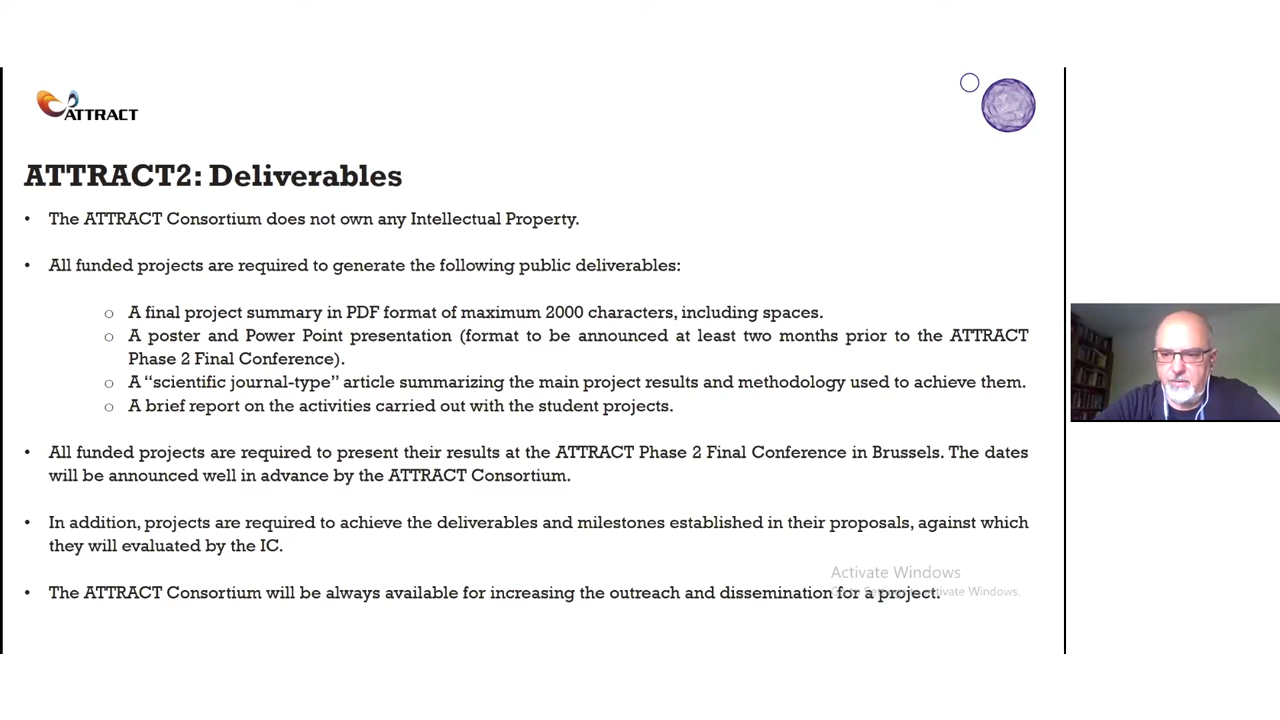 ATTRACT
ATTRACT2: Deliverables
• The ATTRACT Consortium does not own any Intellectual Property.
• All funded projects are required to generate the following public deliverables:
o A final project summary in PDF format of maximum 2000 characters, including spaces.
o A poster and Power Point presentation (format to be announced at least two months prior to the ATTRACT
Phase 2 Final Conference).
o A “scientific journal-type” article summarizing the main project results and methodology used to achieve them.
o A brief report on the activities carried out with the student projects.
• All funded projects are required to present their results at the ATTRACT Phase 2 Final Conference in Brussels. The dates
will be announced well in advance by the ATTRACT Consortium.
• In addition, projects are required to achieve the deliverables and milestones established in their proposals, against which
they will evaluated by the IC.
Activate Windows
• The ATTRACT Consortium will be always available for increasing the outreach and dissemination for a project.
Go to Settings to activate Windows.